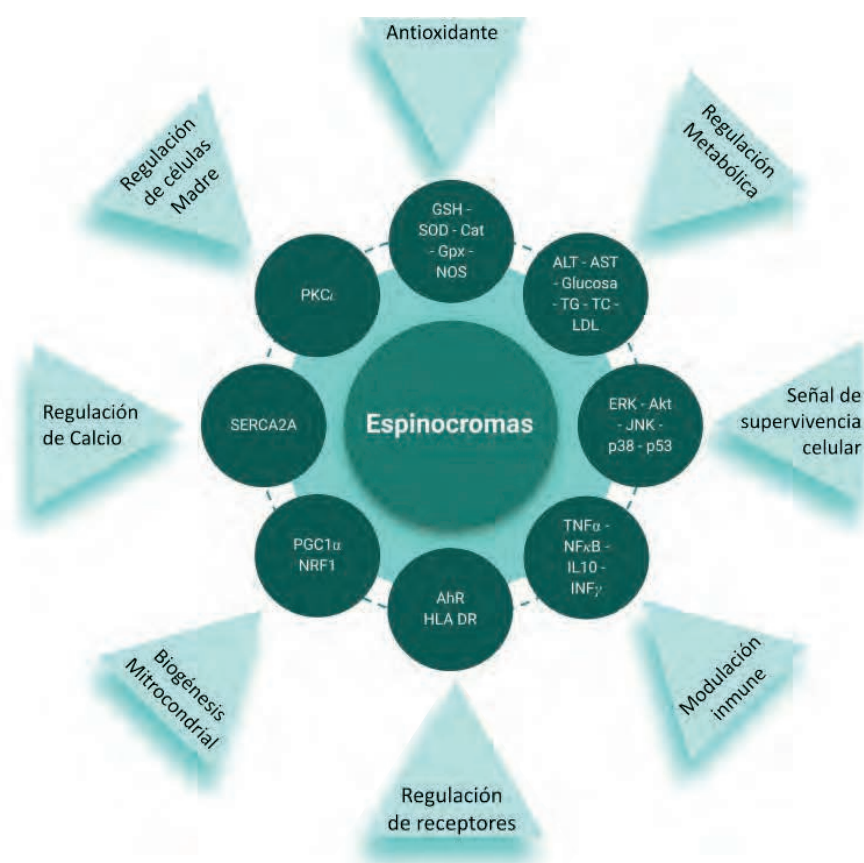 Antioxidante
Regulación
Metabólica
Regulación
de células
Madre
GSH -
SOD - Cat
- Gpx -
NOS
ALT - AST
- Glucosa
- TG - TC -
LDL
PKCι
Regulación
de Calcio
SERCA2A
Espinocromas
ERK - Akt
- JNK -
p38 - p53
Señal de
supervivencia
celular
PGC1α
NRF1
TNFα -
NFκB -
IL10 -
INFγ
AhR
HLA DR
Biogénesis
Mitrocondrial
Modulación
inmune
Regulación
de receptores